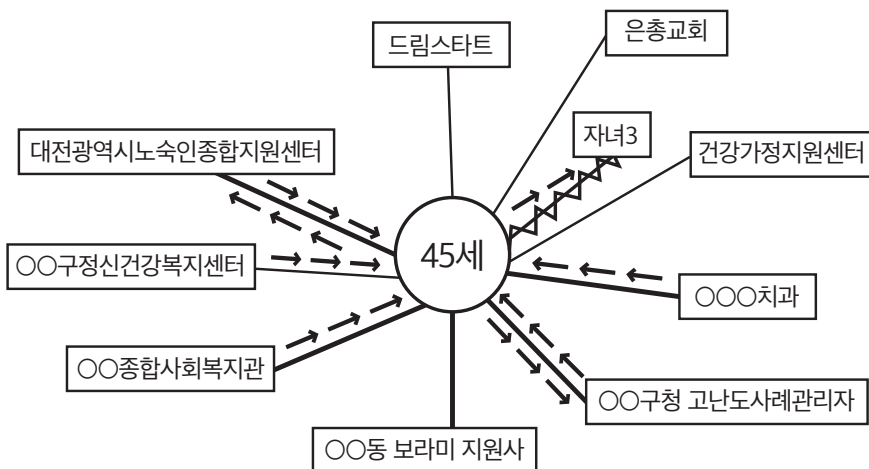 드림스타트
은총교회
자녀3
대전광역시노숙인종합지원센터
건강가정지원센터
45세
○○구정신건강복지센터
○○○치과
○○종합사회복지관
○○구청 고난도사례관리자
○○동 보라미 지원사